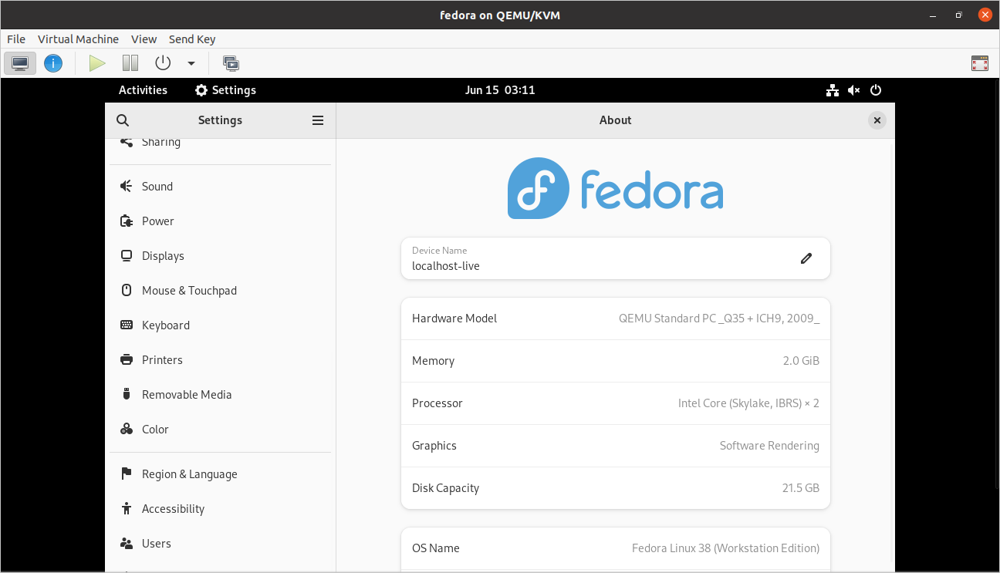 fedora on QEMU/KVM
File Virtual Machine View Send Key
Activities Settings Jun 15 03:11
Settings
About
Sharing
Sound
Power
Displays
Mouse & Touchpad
Keyboard
Printers
Removable Media
Color
Region & Language
Accessibility
Users
fedora
Device Name
localhost-live
Hardware Model QEMU Standard PC _Q35 + ICH9, 2009_
Memory 2.0 GiB
Processor Intel Core (Skylake, IBRS) × 2
Graphics Software Rendering
Disk Capacity 21.5 GB
OS Name Fedora Linux 38 (Workstation Edition)